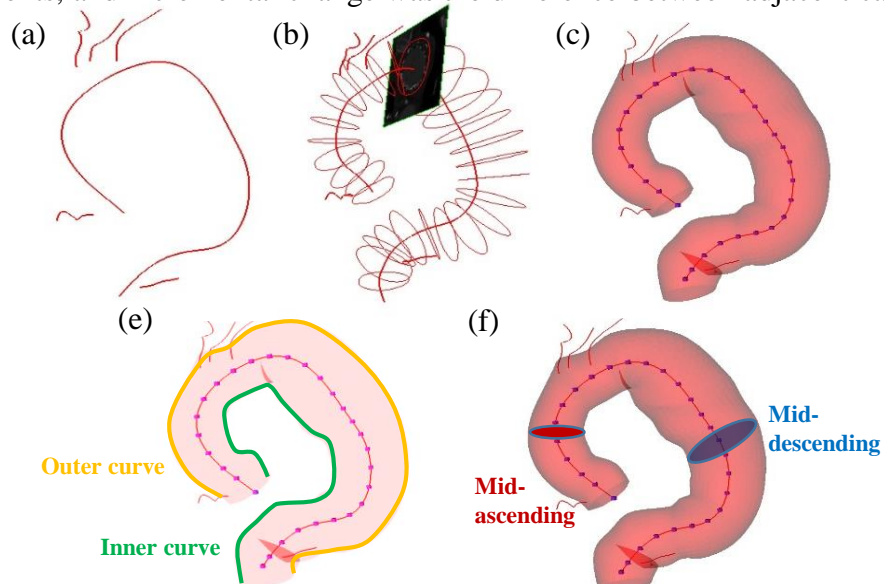 (a)
(b)
(c)
(e)
(f)
Outer curve
Inner curve
Mid-
ascending
Mid-
descending